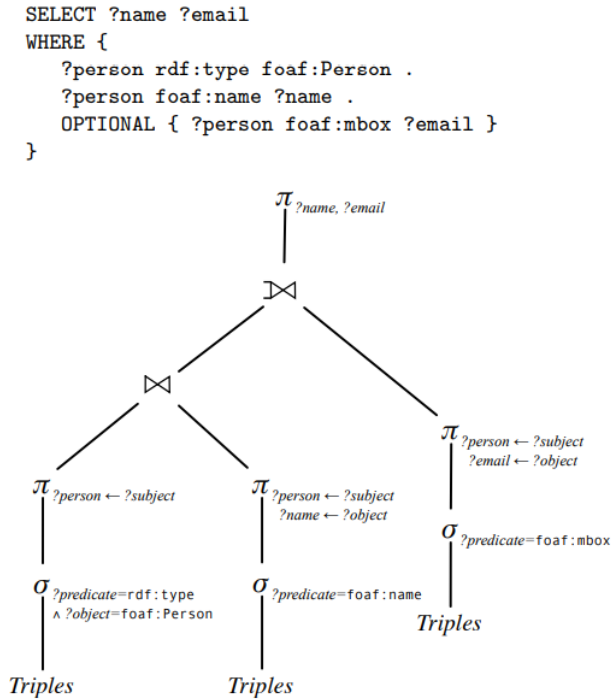 SELECT ?name ?email
WHERE {
?person rdf:type foaf:Person .
?person foaf:name ?name .
OPTIONAL { ?person foaf:mbox ?email }
}
π ?name, ?email
⟕
⋈
π ?person ← ?subject
?email ← ?object
π ?person ← ?subject
π ?person ← ?subject
?name ← ?object
σ ?predicate=foaf:mbox
σ ?predicate=rdf:type
∧ ?object=foaf:Person
σ ?predicate=foaf:name
Triples
Triples
Triples